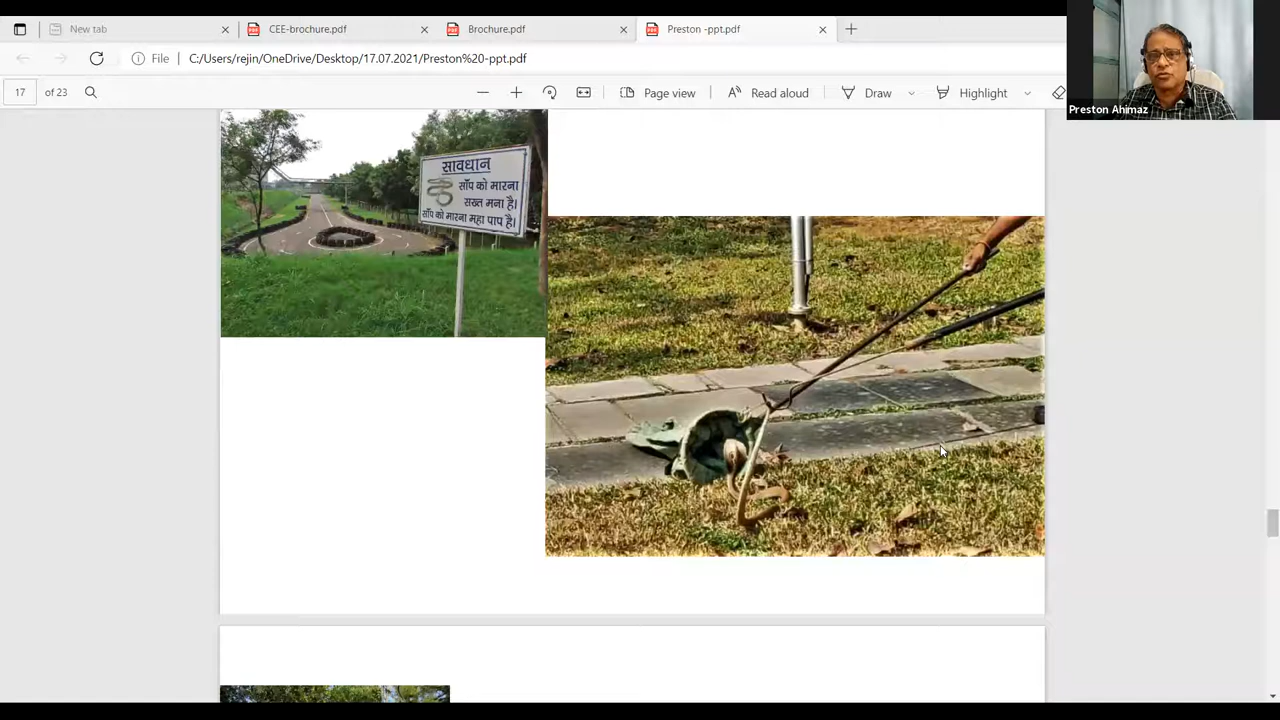 New tab
CEE-brochure.pdf
Brochure.pdf
Preston -ppt.pdf
File
C:/Users/rejin/OneDrive/Desktop/17.07.2021/Preston%20-ppt.pdf
17
of 23
Page view
Read aloud
Draw
Highlight
Preston Ahimaz
सावधान
साँप को मारना
सख्त मना है।
साँप को मारना महा पाप है।